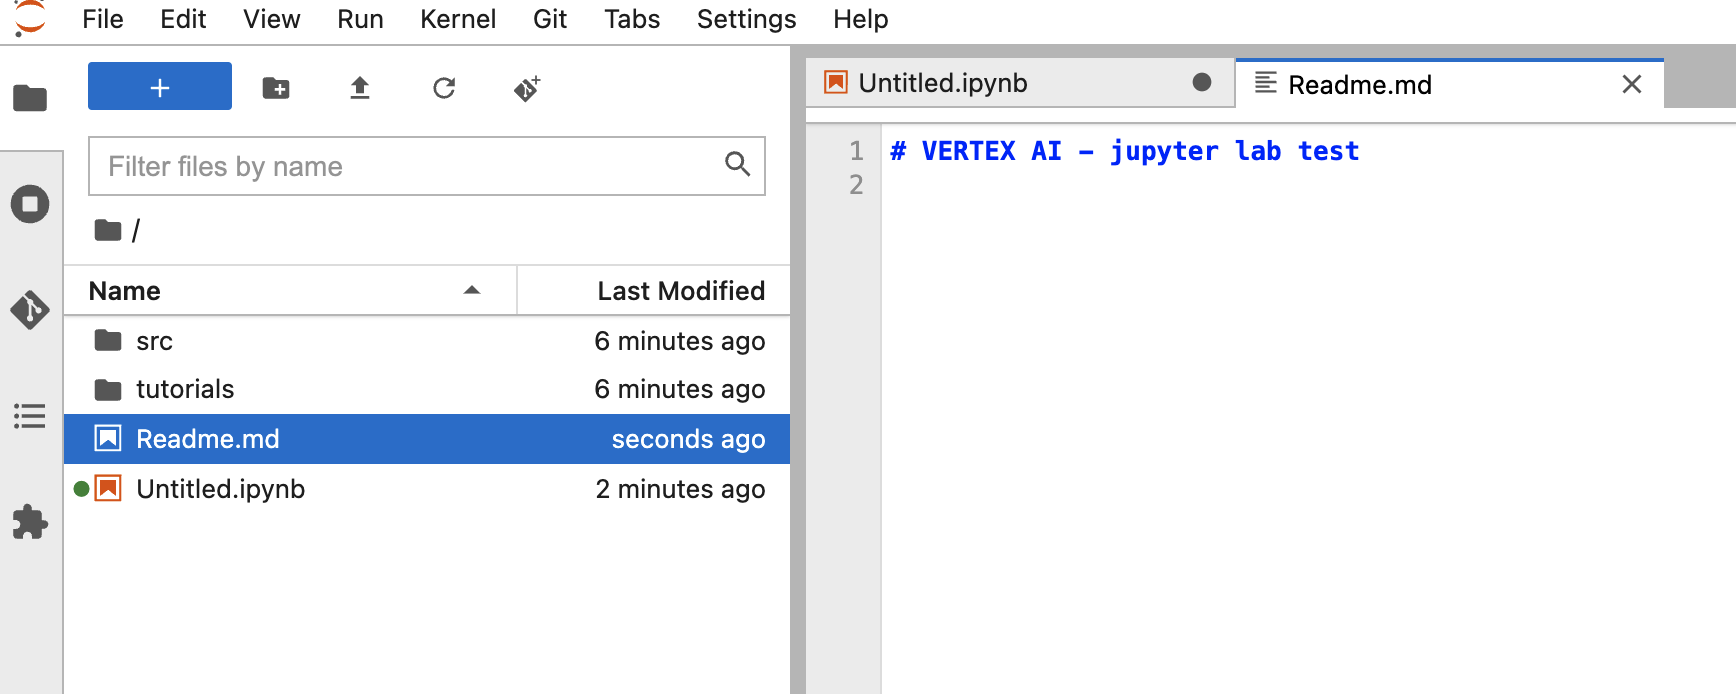 File Edit View Run Kernel Git Tabs Settings Help
+
Filter files by name
/
Name Last Modified
src 6 minutes ago
tutorials 6 minutes ago
Readme.md seconds ago
Untitled.ipynb 2 minutes ago
Untitled.ipynb Readme.md
1 # VERTEX AI - jupyter lab test
2